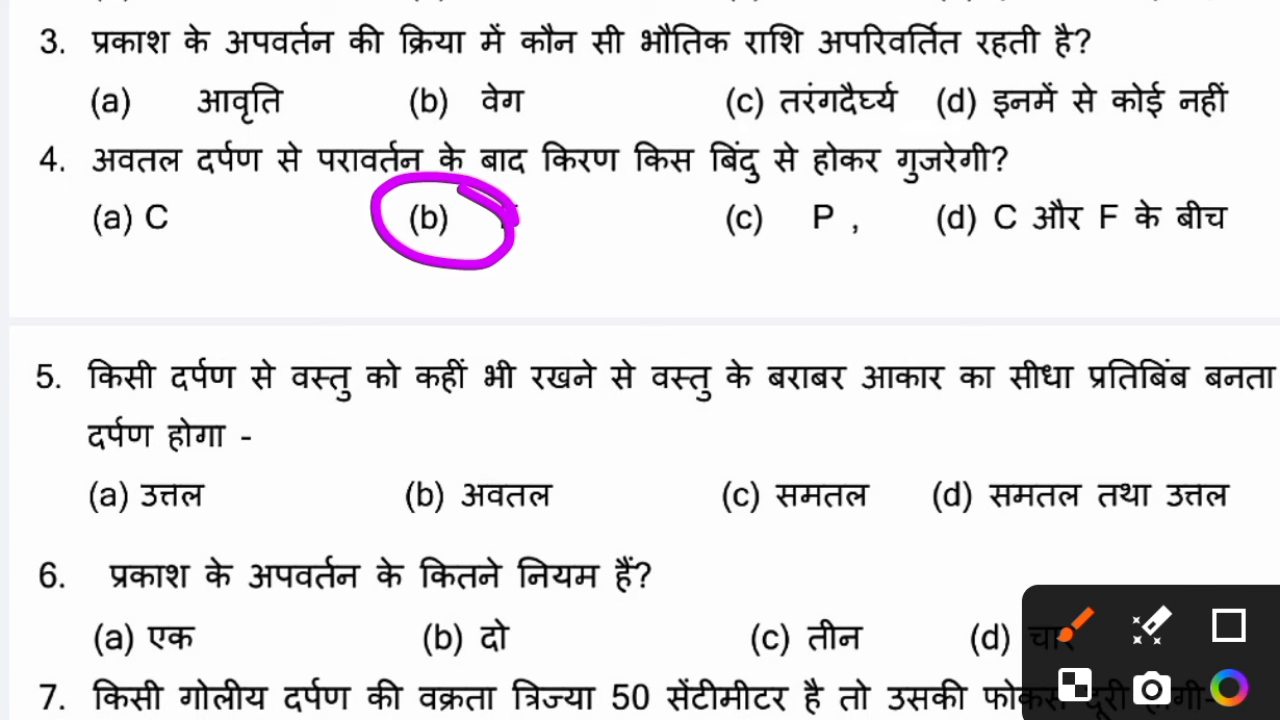 3. प्रकाश के अपवर्तन की क्रिया में कौन सी भौतिक राशि अपरिवर्तित रहती है?
(a) आवृति (b) वेग (c) तरंगदैर्घ्य (d) इनमें से कोई नहीं
4. अवतल दर्पण से परावर्तन के बाद किरण किस बिंदु से होकर गुजरेगी?
(a) C (b) (c) P , (d) C और F के बीच
5. किसी दर्पण से वस्तु को कहीं भी रखने से वस्तु के बराबर आकार का सीधा प्रतिबिंब बनता
दर्पण होगा -
(a) उत्तल (b) अवतल (c) समतल (d) समतल तथा उत्तल
6. प्रकाश के अपवर्तन के कितने नियम हैं?
(a) एक (b) दो (c) तीन (d) चार
7. किसी गोलीय दर्पण की वक्रता त्रिज्या 50 सेंटीमीटर है तो उसकी फोकस दूरी होगी-